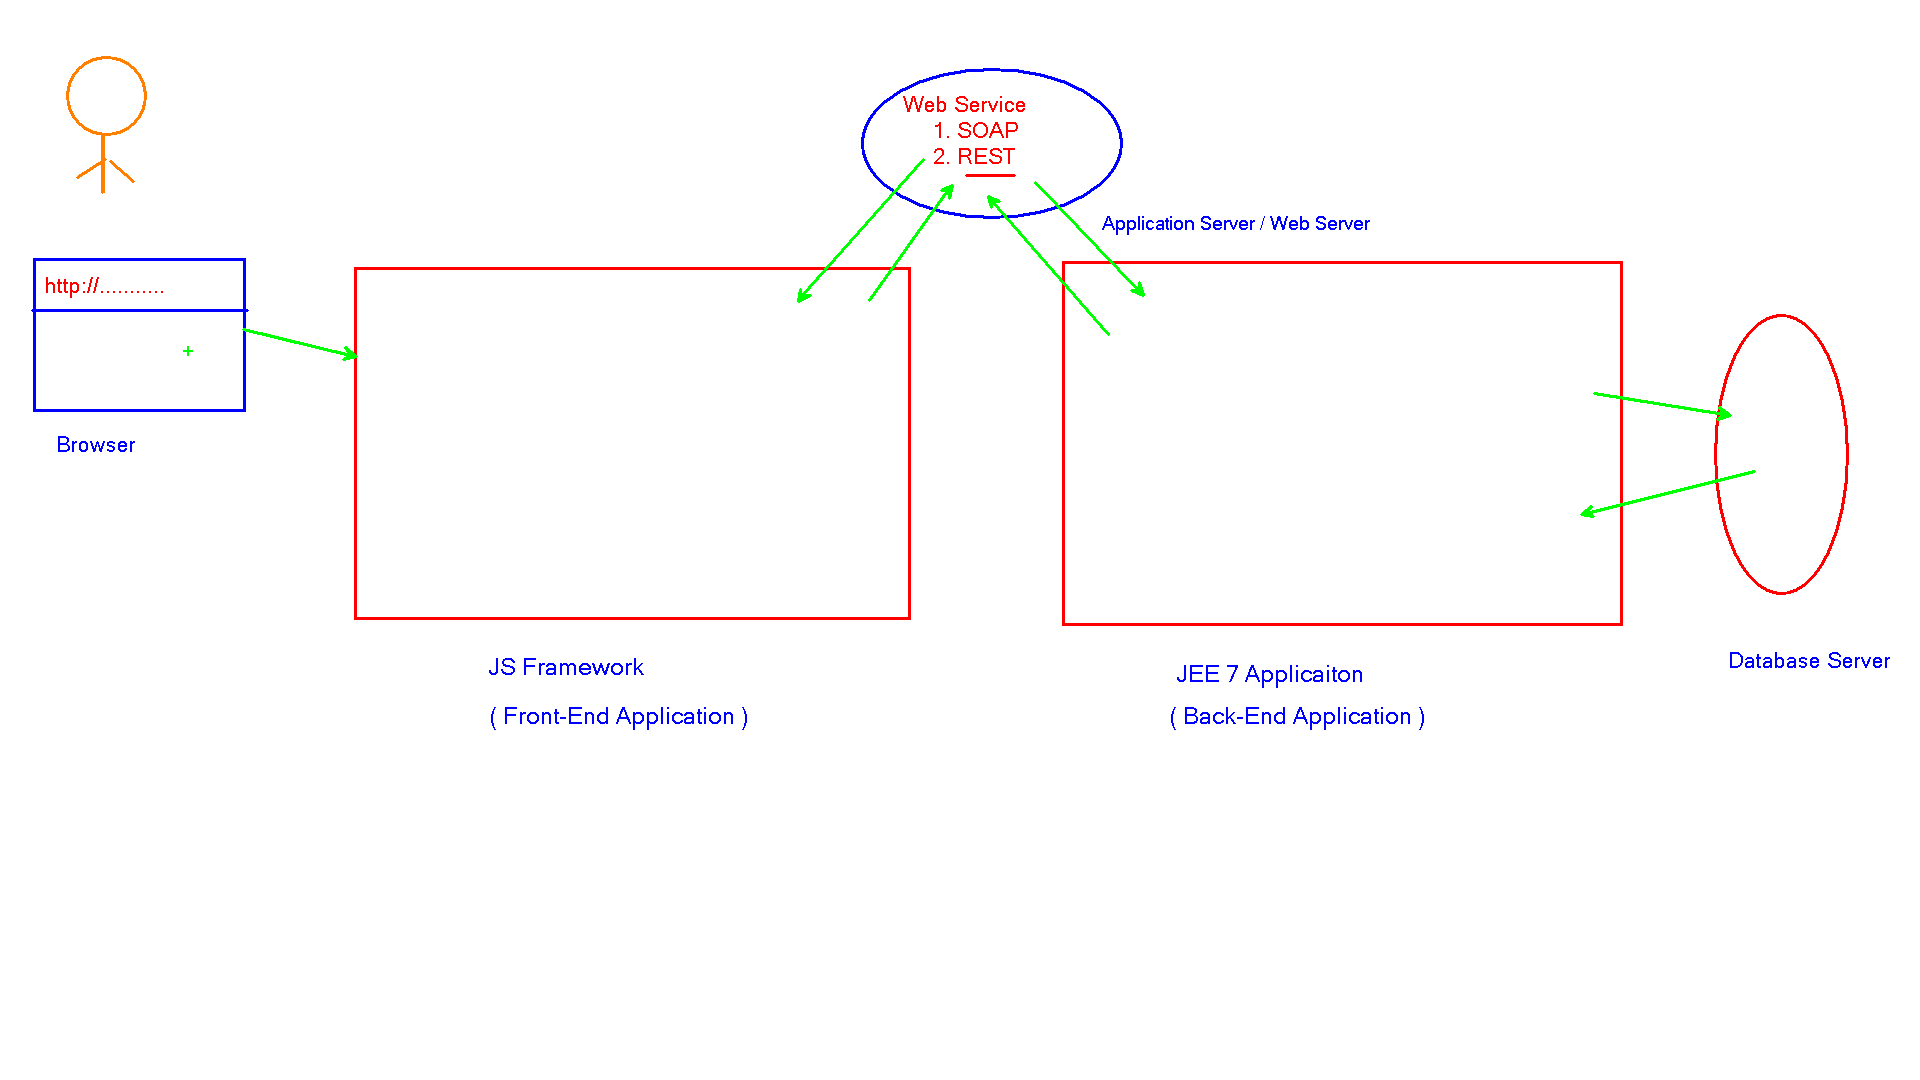 Web Service
1. SOAP
2. REST
Application Server / Web Server
http://...........
+
Browser
JS Framework
( Front-End Application )
JEE 7 Applicaiton
( Back-End Application )
Database Server